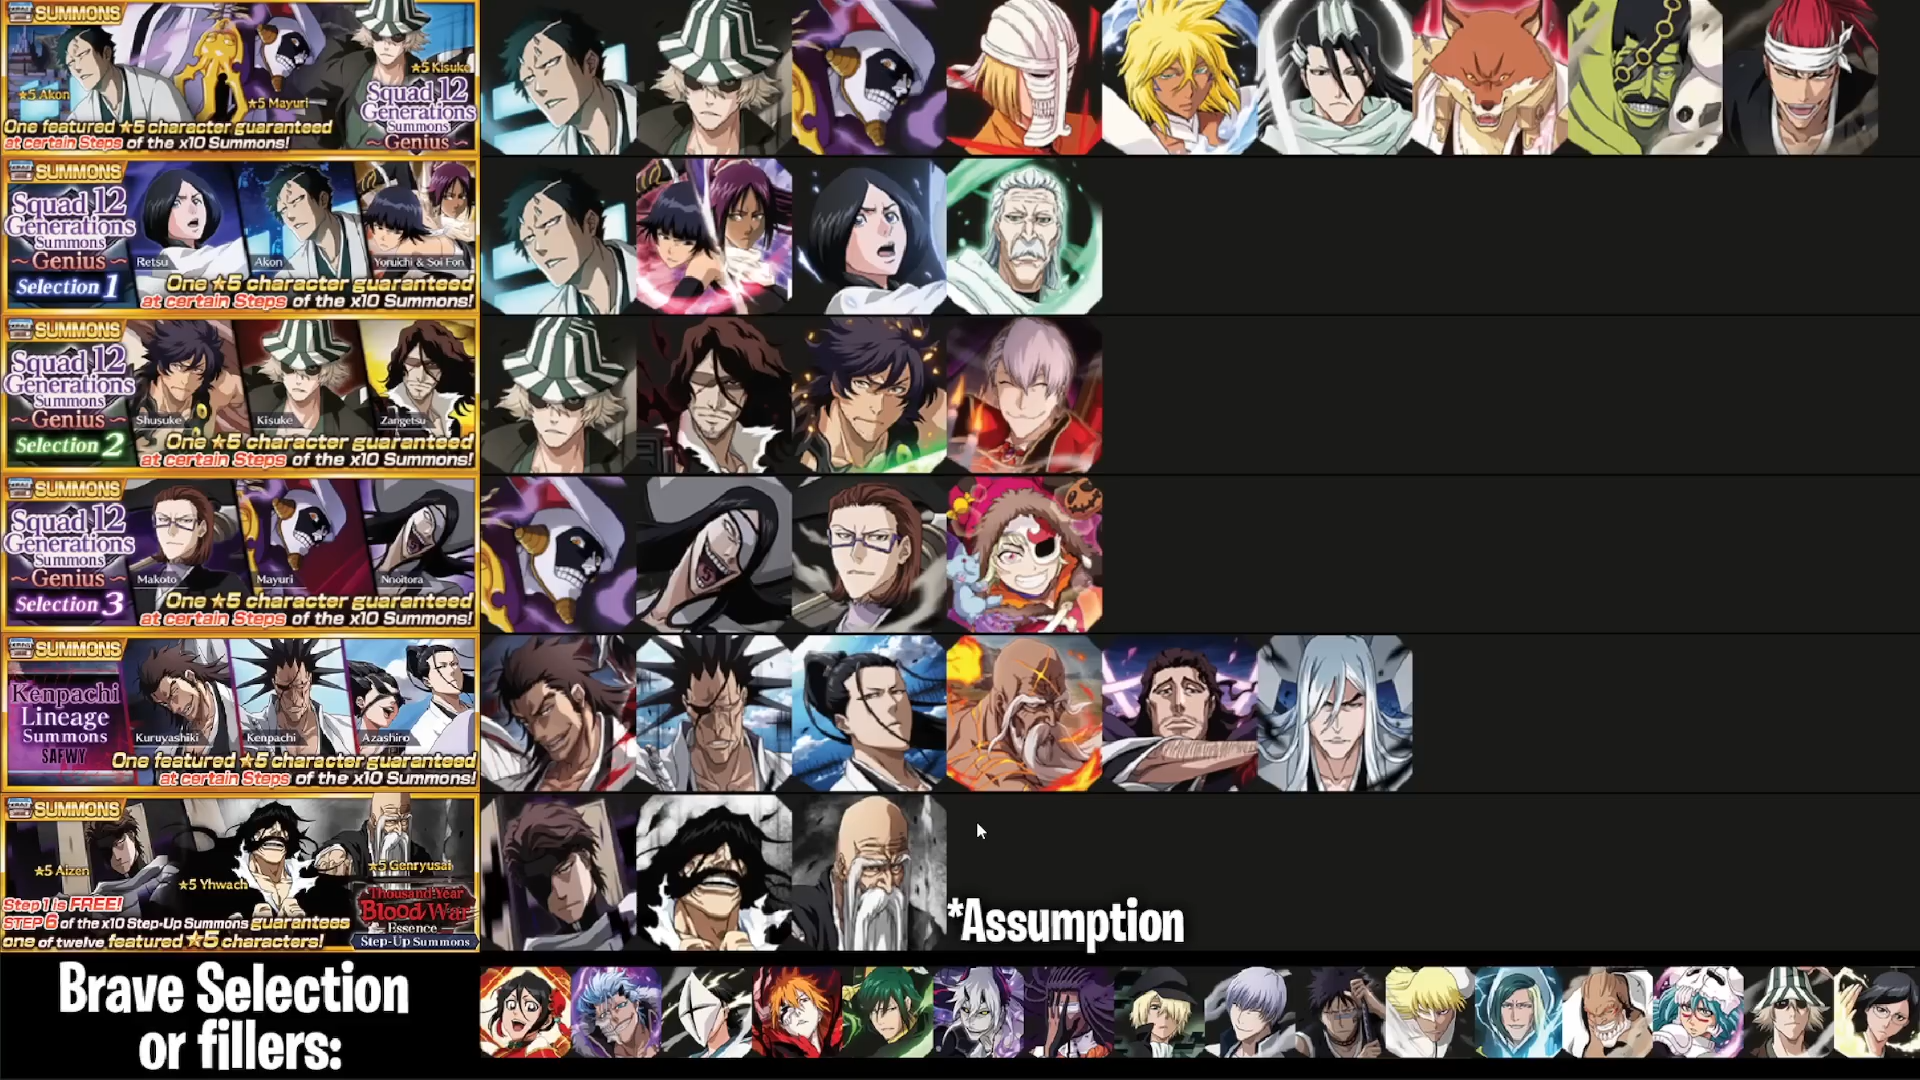 SUMMONS
★5 Akon
★5 Mayuri
★5 Kisuke
Squad 12
Generations
Summons
~Genius~
One featured ★5 character guaranteed
at certain Steps of the x10 Summons!
SUMMONS
Squad 12
Generations
Summons
~Genius~
Selection 1
Retsu
Akon
Yoruichi & Soi Fon
One ★5 character guaranteed
at certain Steps of the x10 Summons!
SUMMONS
Squad 12
Generations
Summons
~Genius~
Selection 2
Shusuke
Kisuke
Zangetsu
One ★5 character guaranteed
at certain Steps of the x10 Summons!
SUMMONS
Squad 12
Generations
Summons
~Genius~
Selection 3
Makoto
Mayuri
Nnoitora
One ★5 character guaranteed
at certain Steps of the x10 Summons!
SUMMONS
Kenpachi
Lineage
Summons
SAFWY
Kuruyashiki
Kenpachi
Azashiro
One featured ★5 character guaranteed
at certain Steps of the x10 Summons!
SUMMONS
★5 Aizen
★5 Yhwach
★5 Genryusai
Thousand-Year
Blood War
Essence
Step-Up Summons
Step 1 is FREE!
STEP 6 of the x10 Step-Up Summons guarantees
one of twelve featured ★5 characters!
*Assumption
Brave Selection
or fillers: